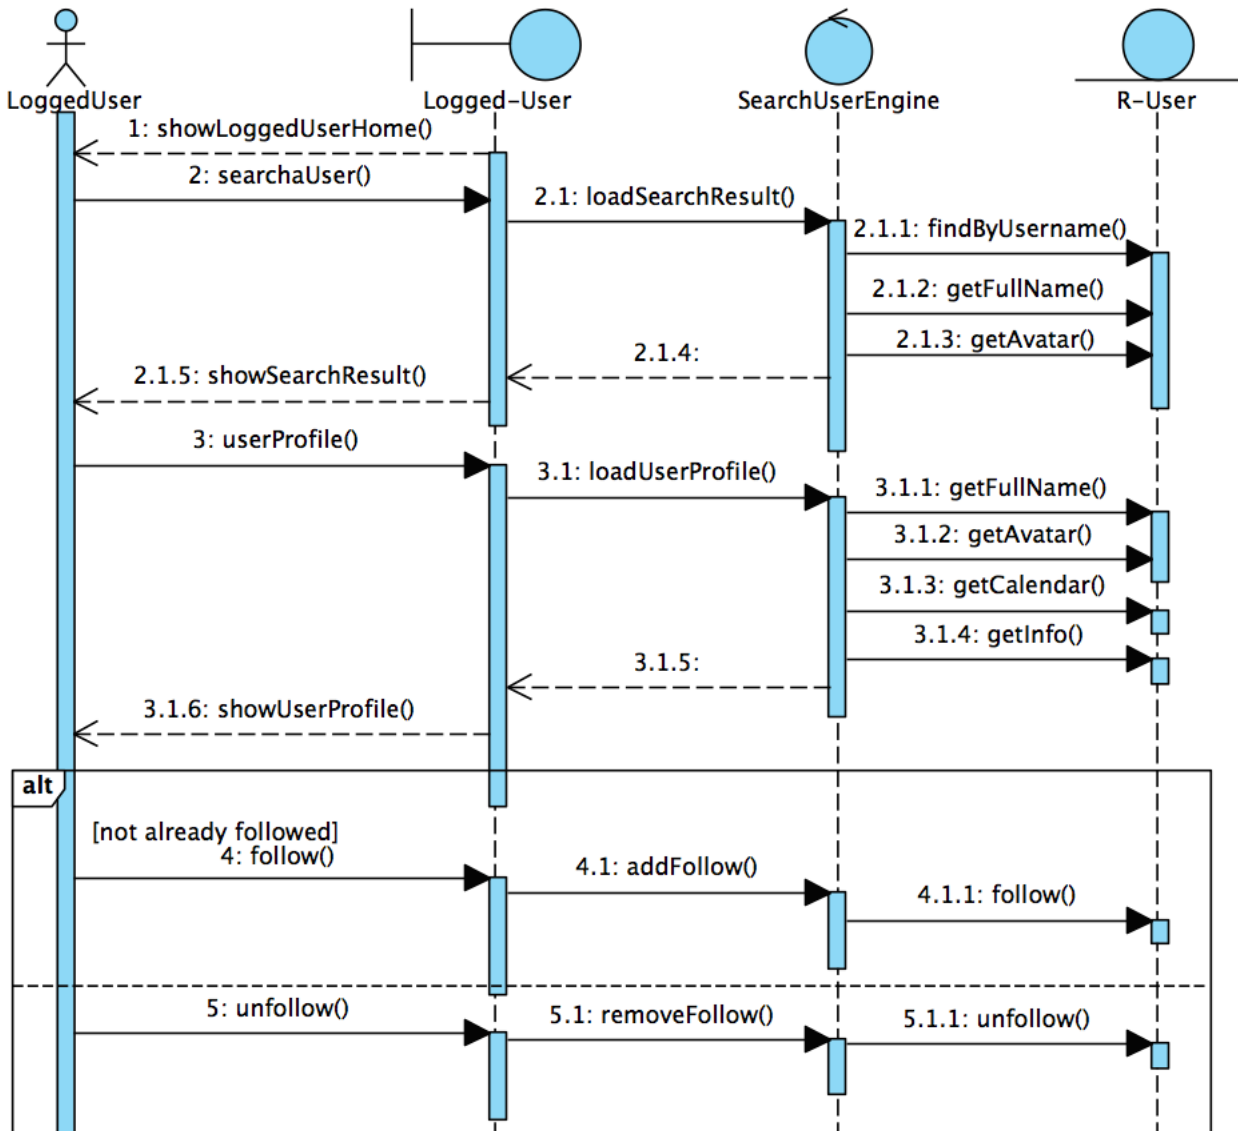 LoggedUser
Logged-User
SearchUserEngine
R-User
1: showLoggedUserHome()
2: searchaUser()
2.1: loadSearchResult()
2.1.1: findByUsername()
2.1.2: getFullName()
2.1.3: getAvatar()
2.1.4:
2.1.5: showSearchResult()
3: userProfile()
3.1: loadUserProfile()
3.1.1: getFullName()
3.1.2: getAvatar()
3.1.3: getCalendar()
3.1.4: getInfo()
3.1.5:
3.1.6: showUserProfile()
alt
[not already followed]
4: follow()
4.1: addFollow()
4.1.1: follow()
5: unfollow()
5.1: removeFollow()
5.1.1: unfollow()